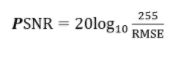 PSNR = 20log₁₀ 255/RMSE